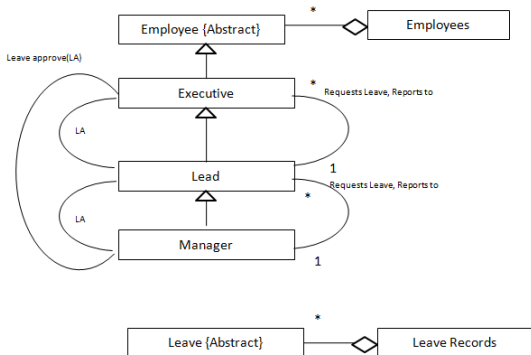 *
Employee {Abstract}
Employees
Leave approve(LA)
Executive
*
Requests Leave, Reports to
LA
1
Lead
Requests Leave, Reports to
*
LA
Manager
1
*
Leave {Abstract}
Leave Records